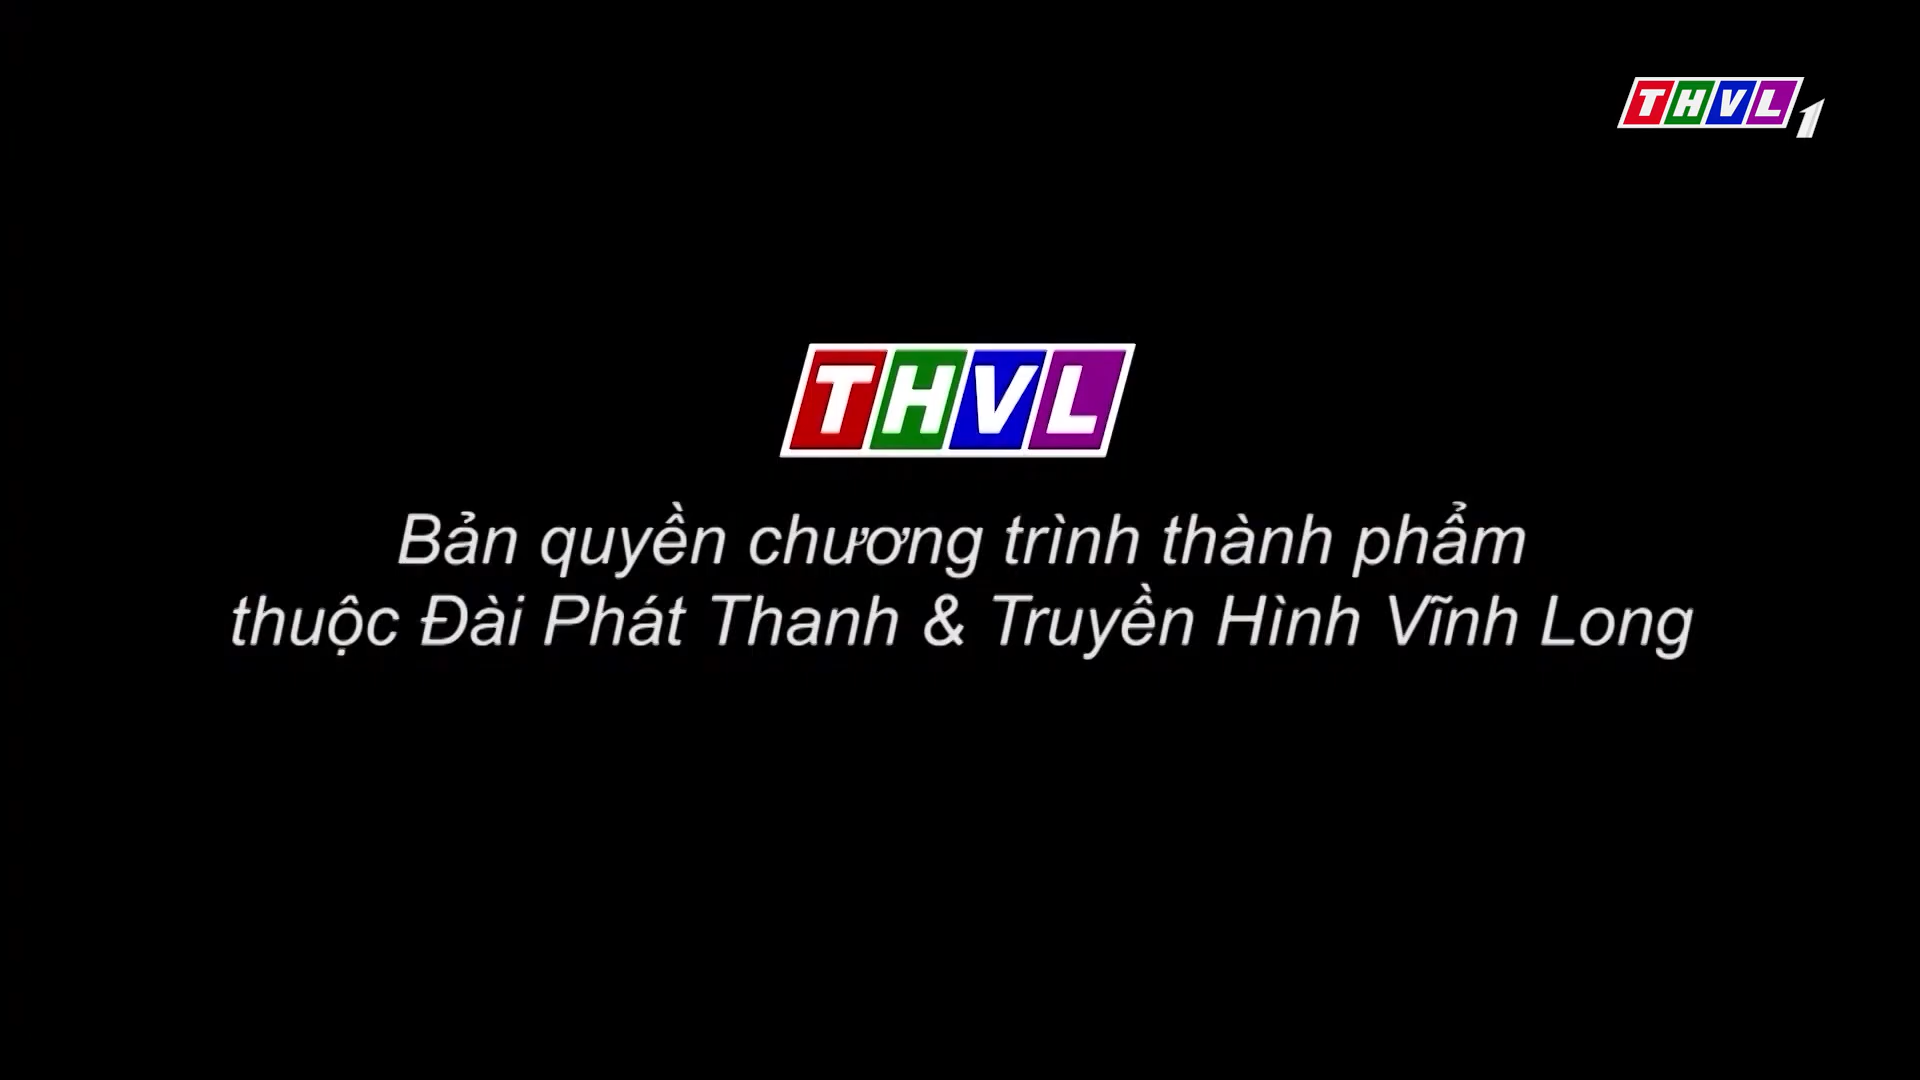 THVL1
THVL
Bản quyền chương trình thành phẩm
thuộc Đài Phát Thanh & Truyền Hình Vĩnh Long